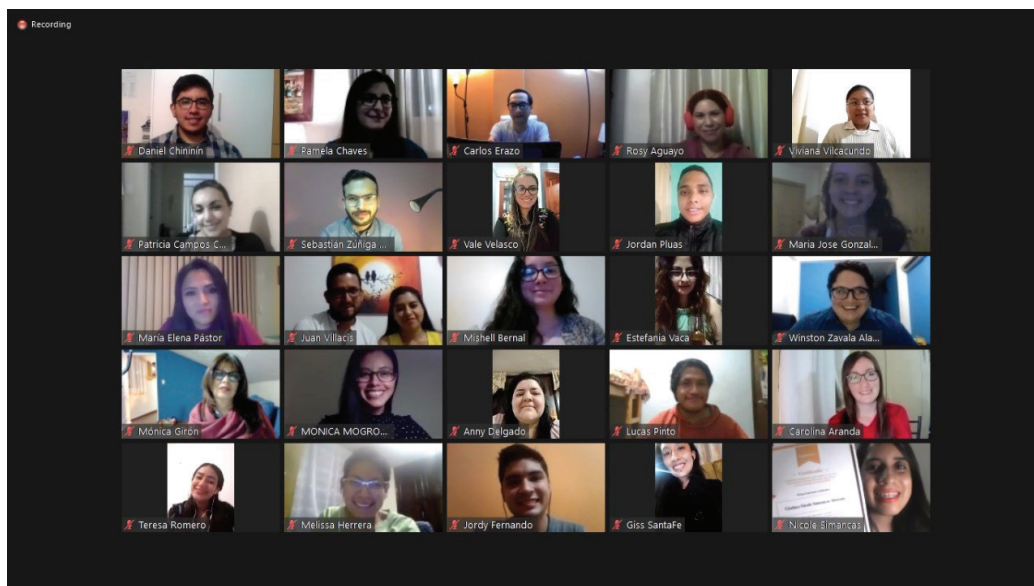 Recording
Daniel Chininín
Pamela Chaves
Carlos Erazo
Rosy Aguayo
Viviana Vilcacundo
Patricia Campos C...
Sebastián Zúñiga ...
Vale Velasco
Jordan Pluas
Maria Jose Gonzal...
María Elena Pástor
Juan Villacis
Mishell Bernal
Estefania Vaca
Winston Zavala Ala...
Mónica Girón
MONICA MOGRO...
Anny Delgado
Lucas Pinto
Carolina Aranda
Teresa Romero
Melissa Herrera
Jordy Fernando
Giss SantaFe
Nicole Simancas